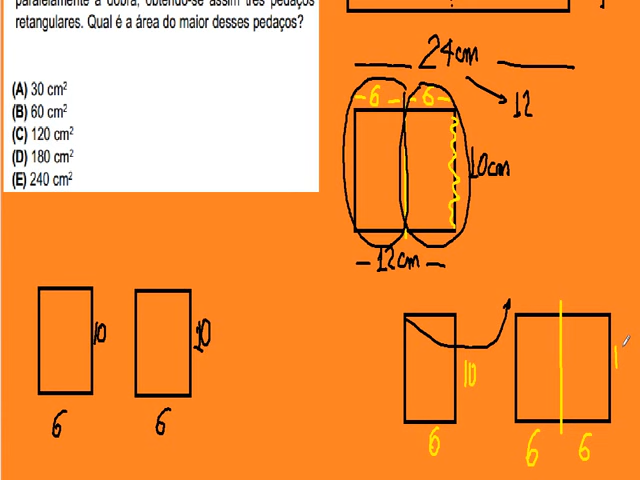 paralelamente à dobra, obtendo-se assim três pedaços
retangulares. Qual é a área do maior desses pedaços?
(A) 30 cm²
(B) 60 cm²
(C) 120 cm²
(D) 180 cm²
(E) 240 cm²
24cm
12
6 6
10cm
12cm
10 10
6 6
10
6
6 6